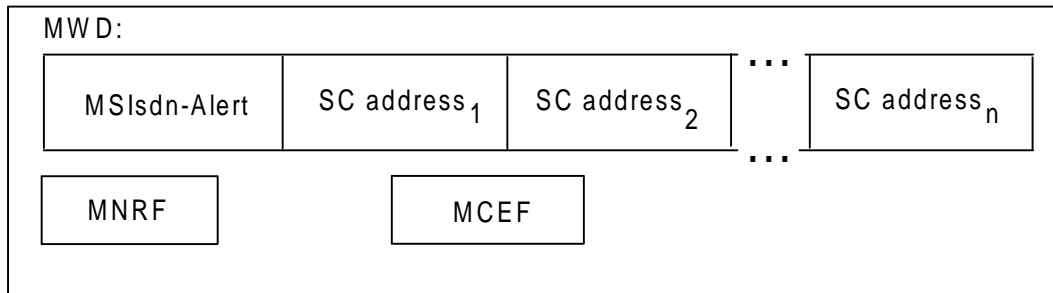 MWD:
MSIsdn-Alert SC address1 SC address2 ... SC addressn
...
MNRF MCEF